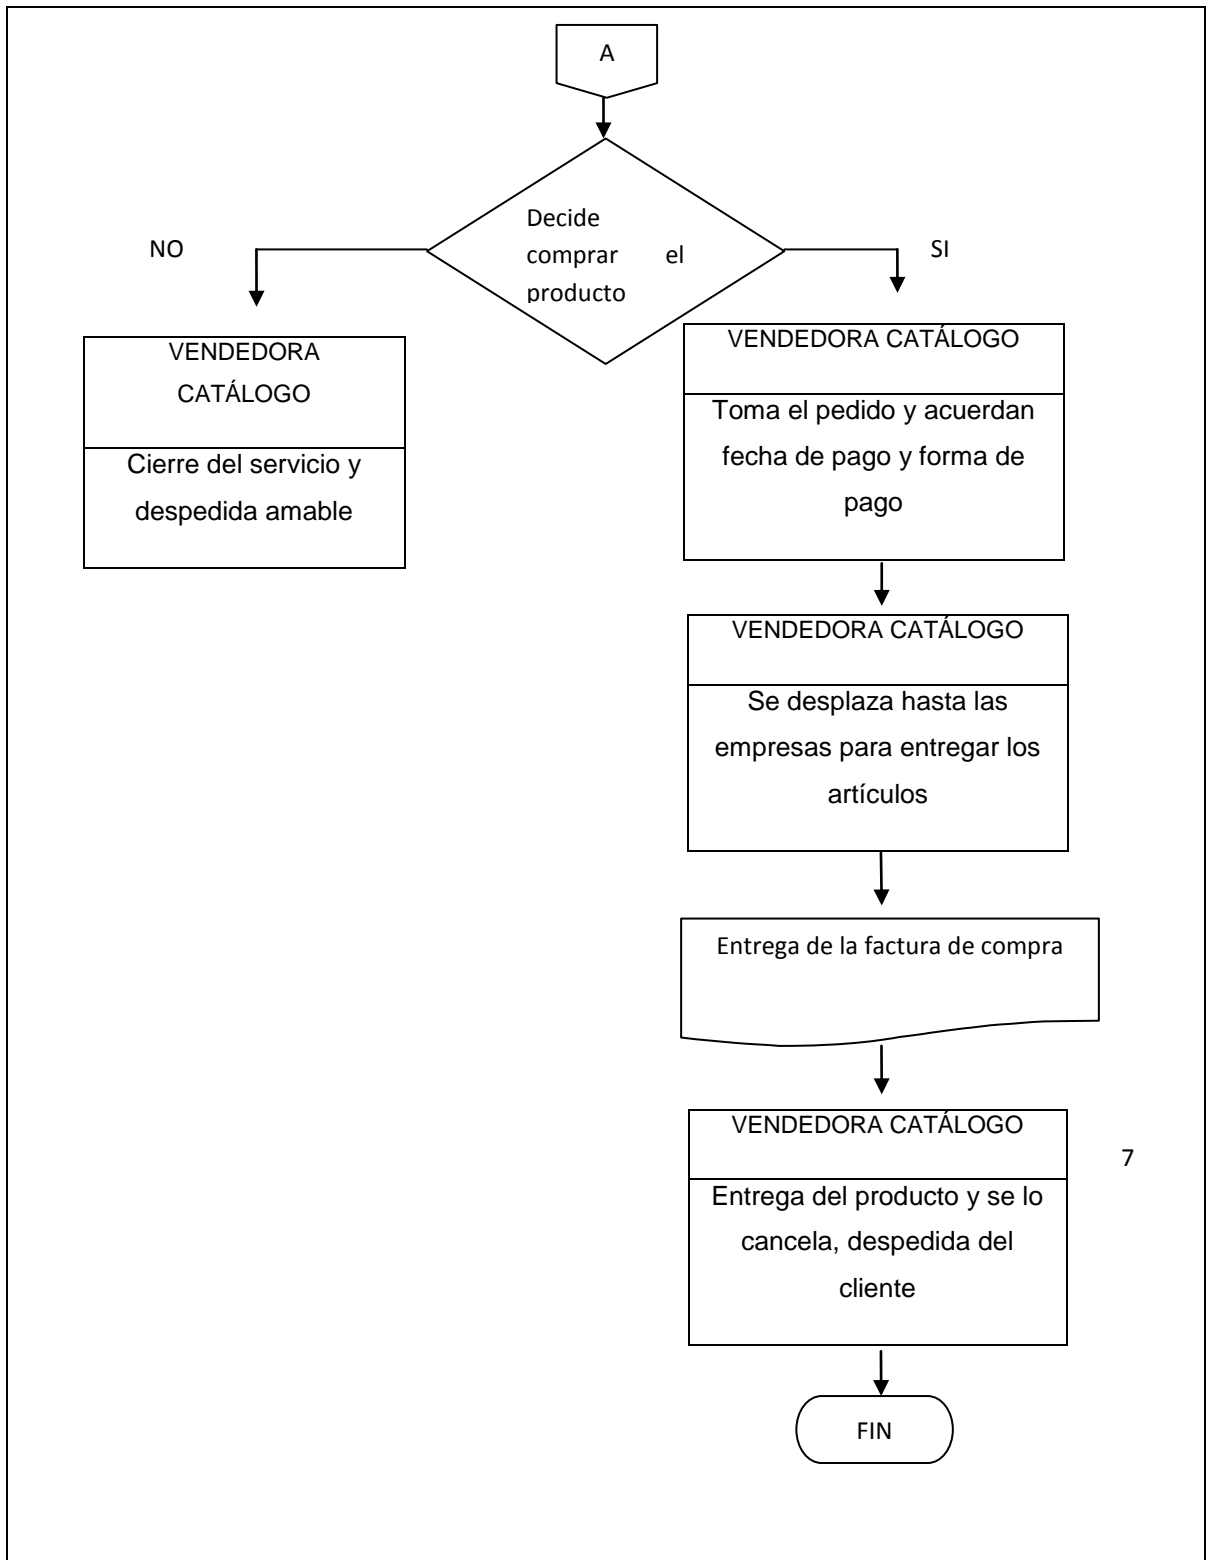 A
Decide
comprar el
producto
NO
SI
VENDEDORA
CATÁLOGO
Cierre del servicio y
despedida amable
VENDEDORA CATÁLOGO
Toma el pedido y acuerdan
fecha de pago y forma de
pago
VENDEDORA CATÁLOGO
Se desplaza hasta las
empresas para entregar los
artículos
Entrega de la factura de compra
VENDEDORA CATÁLOGO
7
Entrega del producto y se lo
cancela, despedida del
cliente
FIN